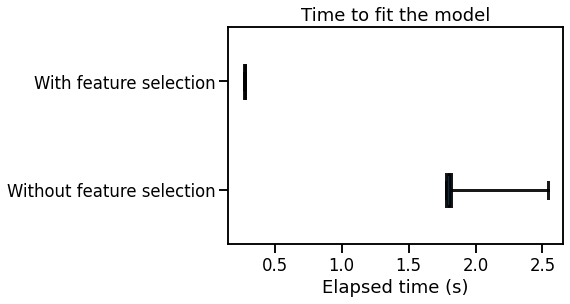 Time to fit the model
With feature selection
Without feature selection
0.5 1.0 1.5 2.0 2.5
Elapsed time (s)